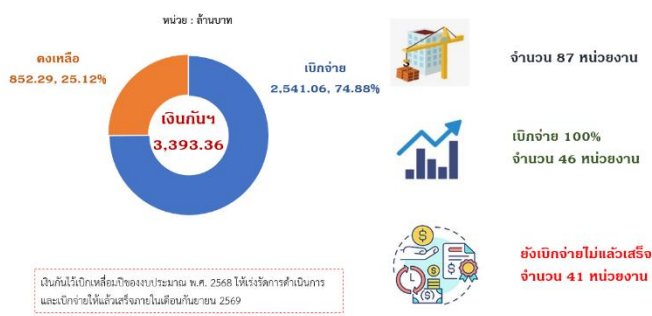 หน่วย : ล้านบาท
คงเหลือ
852.29, 25.12%
เบิกจ่าย
2,541.06, 74.88%
เงินกันฯ
3,393.36
จำนวน 87 หน่วยงาน
เบิกจ่าย 100%
จำนวน 46 หน่วยงาน
ยังเบิกจ่ายไม่แล้วเสร็จ
จำนวน 41 หน่วยงาน
เงินกันไว้เบิกเหลื่อมปีของงบประมาณ พ.ศ. 2568 ให้เร่งรัดการดำเนินการ
และเบิกจ่ายให้แล้วเสร็จภายในเดือนกันยายน 2569